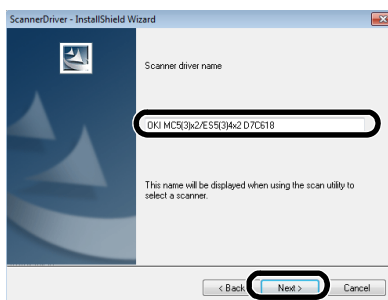 ScannerDriver - InstallShield Wizard
Scanner driver name
OKI MC5(3)x2/ES5(3)4x2 D7C618
This name will be displayed when using the scan utility to
select a scanner.
< Back
Next >
Cancel